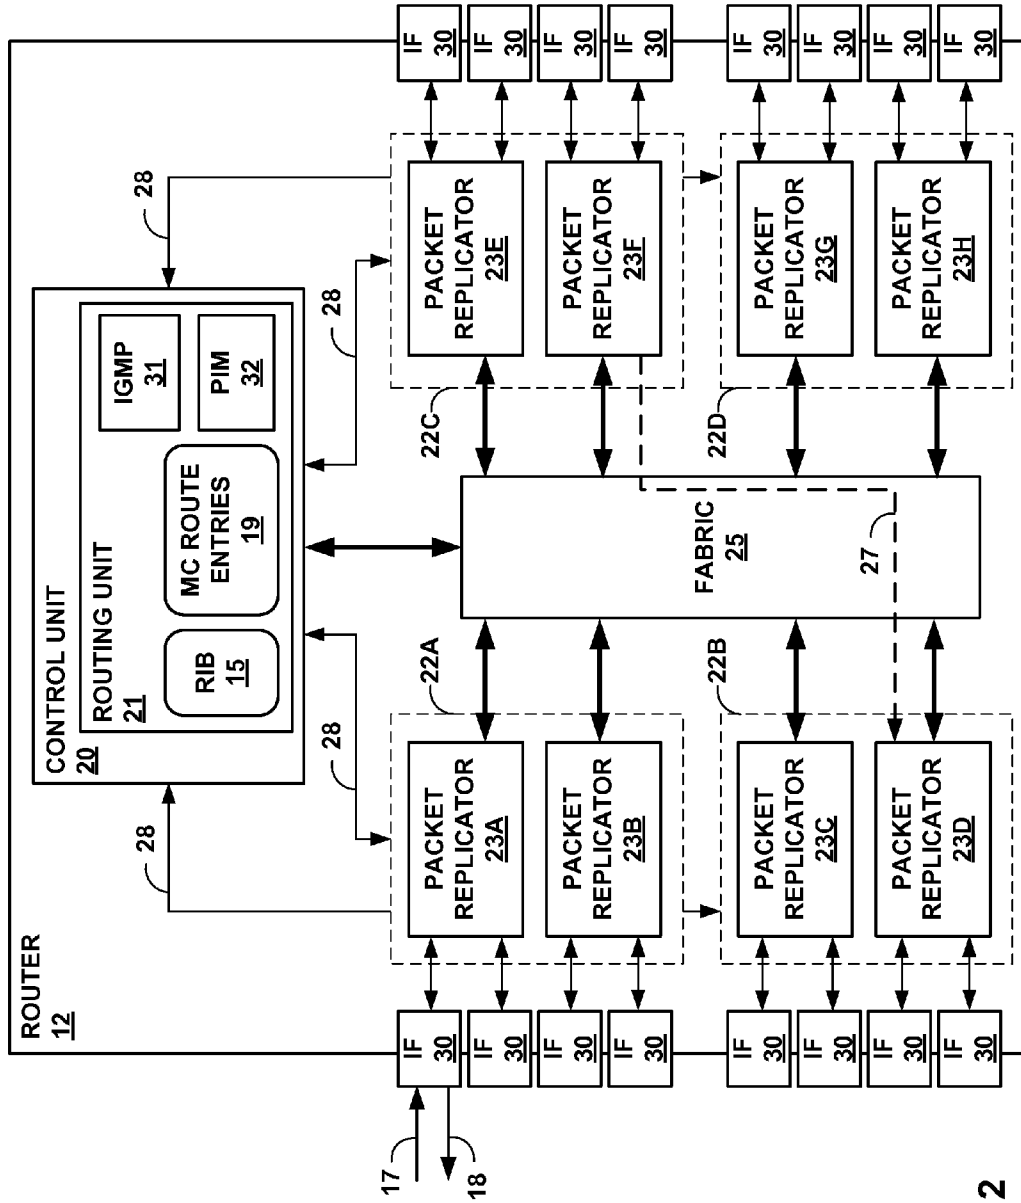 ROUTER
12
CONTROL UNIT
20
ROUTING UNIT
21
RIB
15
MC ROUTE
ENTRIES
19
IGMP
31
PIM
32
28
28
28
28
17
18
IF
30
IF
30
IF
30
IF
30
IF
30
IF
30
IF
30
IF
30
22A
PACKET
REPLICATOR
23A
PACKET
REPLICATOR
23B
22B
PACKET
REPLICATOR
23C
PACKET
REPLICATOR
23D
FABRIC
25
27
22C
PACKET
REPLICATOR
23E
PACKET
REPLICATOR
23F
22D
PACKET
REPLICATOR
23G
PACKET
REPLICATOR
23H
IF
30
IF
30
IF
30
IF
30
IF
30
IF
30
IF
30
IF
30
2